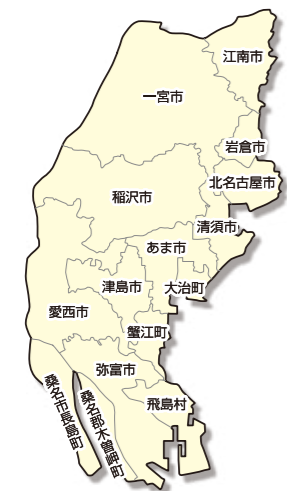 江南市
一宮市
岩倉市
北名古屋市
稲沢市
清須市
あま市
津島市
大治町
愛西市
蟹江町
弥富市
飛島村
桑名市長島町
桑名郡木曽岬町